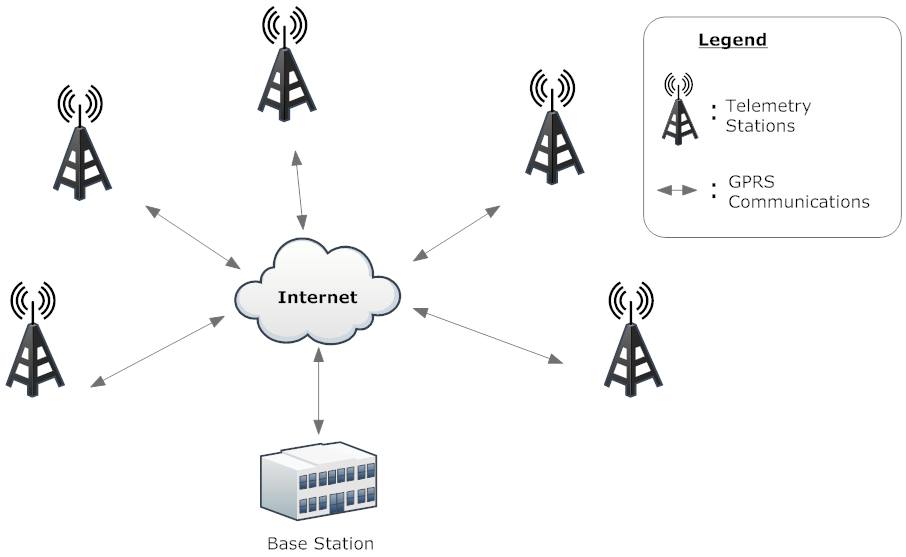 Legend
: Telemetry
Stations
: GPRS
Communications
Internet
Base Station